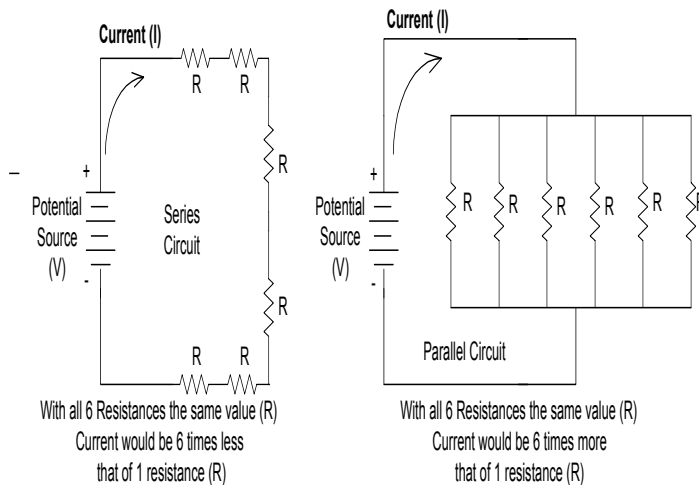 Current (I)
R R
R
+
–
Potential
Source
(V)
-
Series
Circuit
R
R R
With all 6 Resistances the same value (R)
Current would be 6 times less
that of 1 resistance (R)
Current (I)
+
Potential
Source
(V)
-
R R R R R R
Parallel Circuit
With all 6 Resistances the same value (R)
Current would be 6 times more
that of 1 resistance (R)